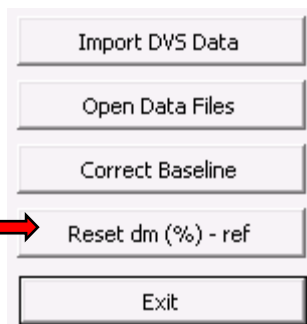 Import DVS Data
Open Data Files
Correct Baseline
Reset dm (%) - ref
Exit